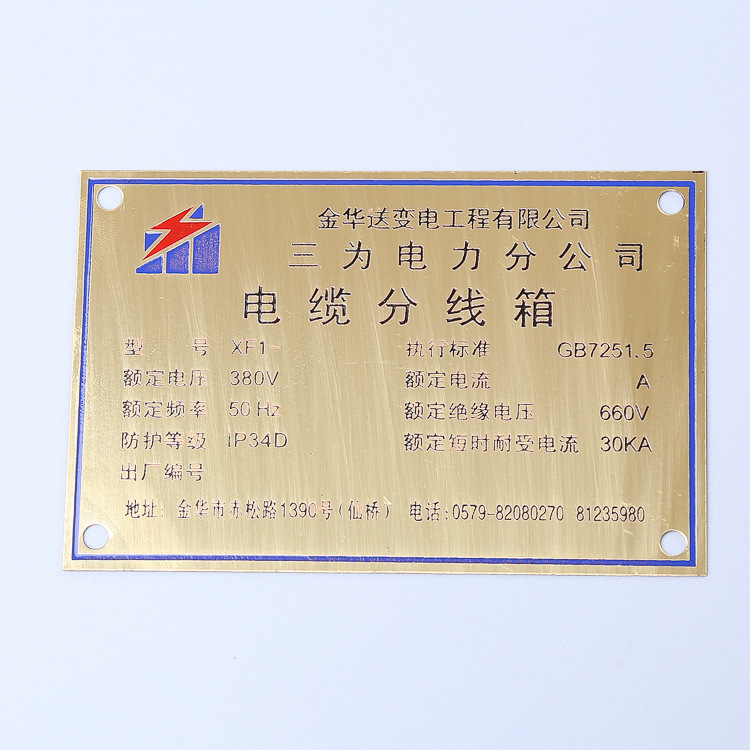 金华送变电工程有限公司
三为电力分公司
电缆分线箱
型 号 XF1- 执行标准 GB7251.5
额定电压 380V 额定电流 A
额定频率 50Hz 额定绝缘电压 660V
防护等级 IP34D 额定短时耐受电流 30KA
出厂编号
地址: 金华市赤松路1390号(仙桥) 电话:0579-82080270 81235980